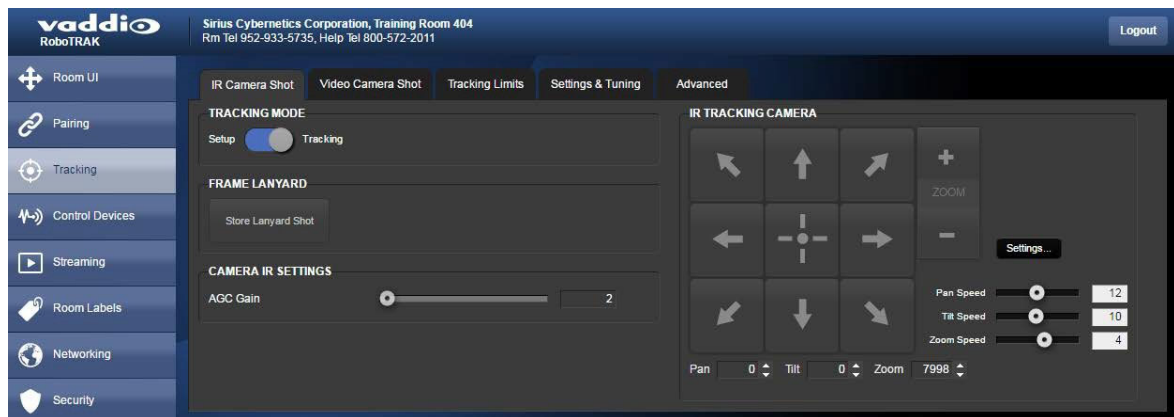 vaddio
RoboTRAK
Sirius Cybernetics Corporation, Training Room 404
Rm Tel 952-933-5735, Help Tel 800-572-2011
Logout
Room UI
Pairing
Tracking
Control Devices
Streaming
Room Labels
Networking
Security
IR Camera Shot
Video Camera Shot
Tracking Limits
Settings & Tuning
Advanced
TRACKING MODE
Setup Tracking
FRAME LANYARD
Store Lanyard Shot
CAMERA IR SETTINGS
AGC Gain 2
IR TRACKING CAMERA
+
ZOOM
−
Settings...
Pan Speed 12
Tilt Speed 10
Zoom Speed 4
Pan 0 Tilt 0 Zoom 7998